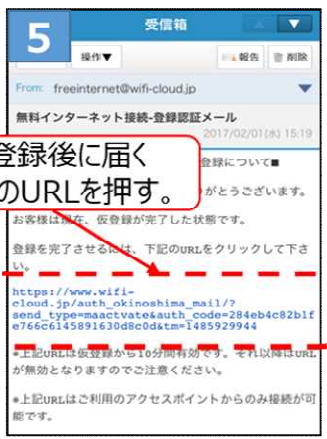 5
受信箱
操作▼
報告
削除
From: freeinternet@wifi-cloud.jp
無料インターネット接続-登録認証メール
2017/02/01(水) 15:19
登録後に届く
のURLを押す。
登録について■
がとうございます。
お客様は現在、仮登録が完了した状態です。
登録を完了させるには、下記のURLをクリックして下さ
い。
https://www.wifi-
cloud.jp/auth_okinoshima_mail/?
send_type=maactvate&auth_code=284eb4c82b1f
e766c6145891630d8c0d&tm=1485929944
*上記URLは仮登録から10分間有効です。それ以降はURL
が無効となりますのでご注意ください。
*上記URLはご利用のアクセスポイントからのみ接続が可
能です。